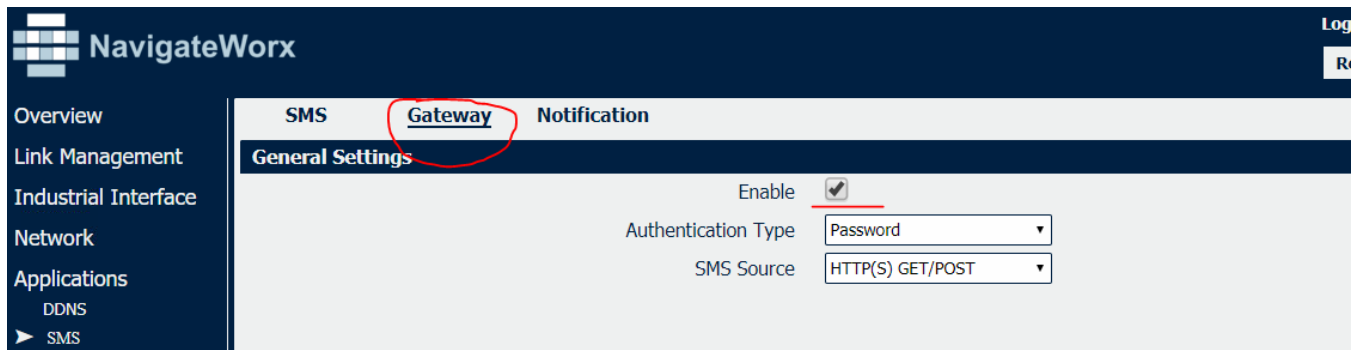 NavigateWorx
Overview
Link Management
Industrial Interface
Network
Applications
DDNS
SMS
SMS Gateway Notification
General Settings
Enable
Authentication Type Password
SMS Source HTTP(S) GET/POST